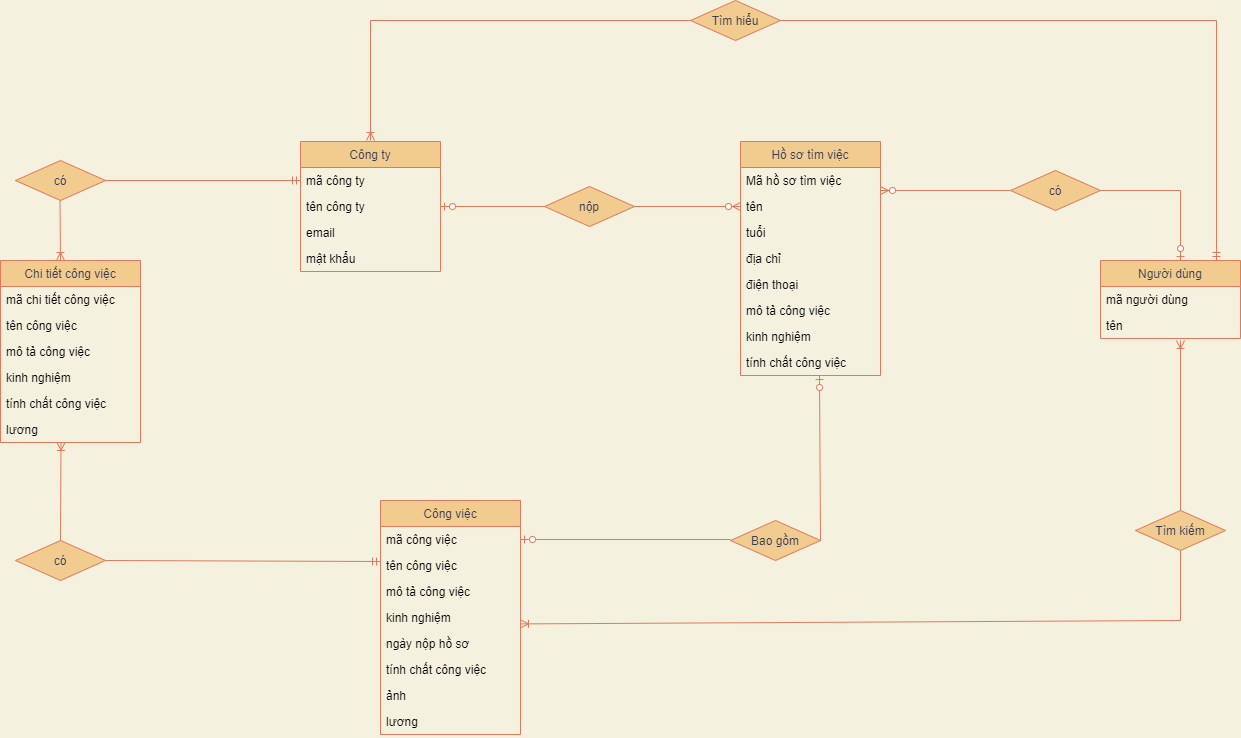 Tìm hiểu
Công ty
mã công ty
tên công ty
email
mật khẩu
có
nộp
Hồ sơ tìm việc
Mã hồ sơ tìm việc
tên
tuổi
địa chỉ
điện thoại
mô tả công việc
kinh nghiệm
tính chất công việc
có
Người dùng
mã người dùng
tên
Chi tiết công việc
mã chi tiết công việc
tên công việc
mô tả công việc
kinh nghiệm
tính chất công việc
lương
có
Công việc
mã công việc
tên công việc
mô tả công việc
kinh nghiệm
ngày nộp hồ sơ
tính chất công việc
ảnh
lương
Bao gồm
Tìm kiếm